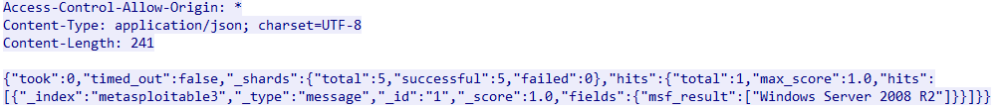 Access-Control-Allow-Origin: *
Content-Type: application/json; charset=UTF-8
Content-Length: 241

{"took":0,"timed_out":false,"_shards":{"total":5,"successful":5,"failed":0},"hits":{"total":1,"max_score":1.0,"hits":
[{"_index":"metasploitable3","_type":"message","_id":"1","_score":1.0,"fields":{"msf_result":["Windows Server 2008 R2"]}}]}}